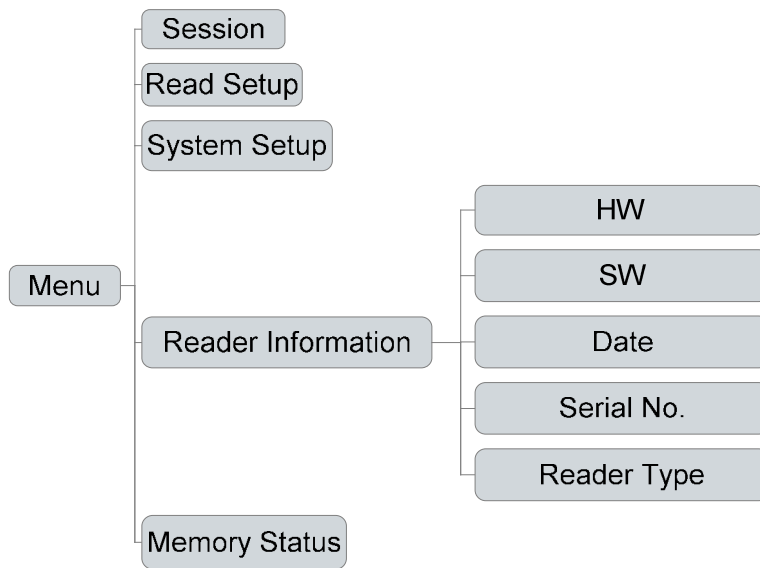 Session
Read Setup
System Setup
Menu
Reader Information
HW
SW
Date
Serial No.
Reader Type
Memory Status